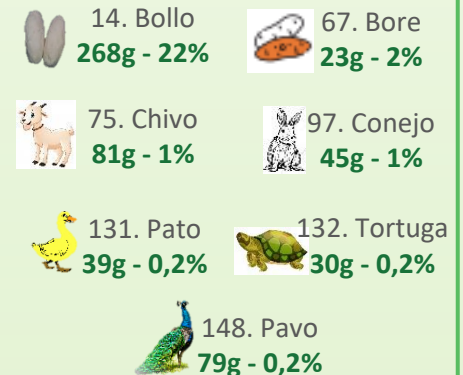 14. Bollo
268g - 22%
67. Bore
23g - 2%
75. Chivo
81g - 1%
97. Conejo
45g - 1%
131. Pato
39g - 0,2%
132. Tortuga
30g - 0,2%
148. Pavo
79g - 0,2%